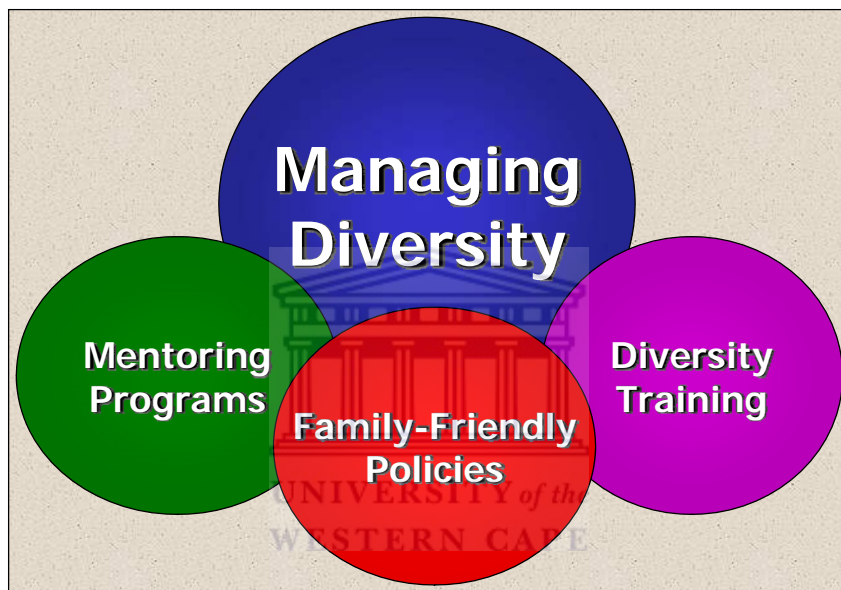 Managing
Diversity
Mentoring
Programs
Diversity
Training
Family-Friendly
Policies
UNIVERSITY of the
WESTERN CAPE